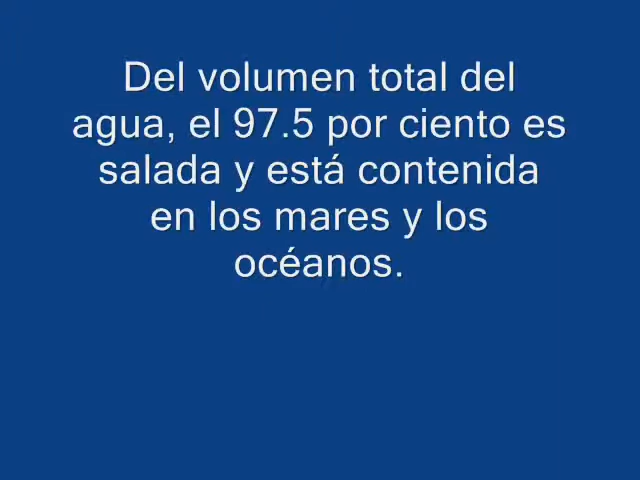 Del volumen total del
agua, el 97.5 por ciento es
salada y está contenida
en los mares y los
océanos.